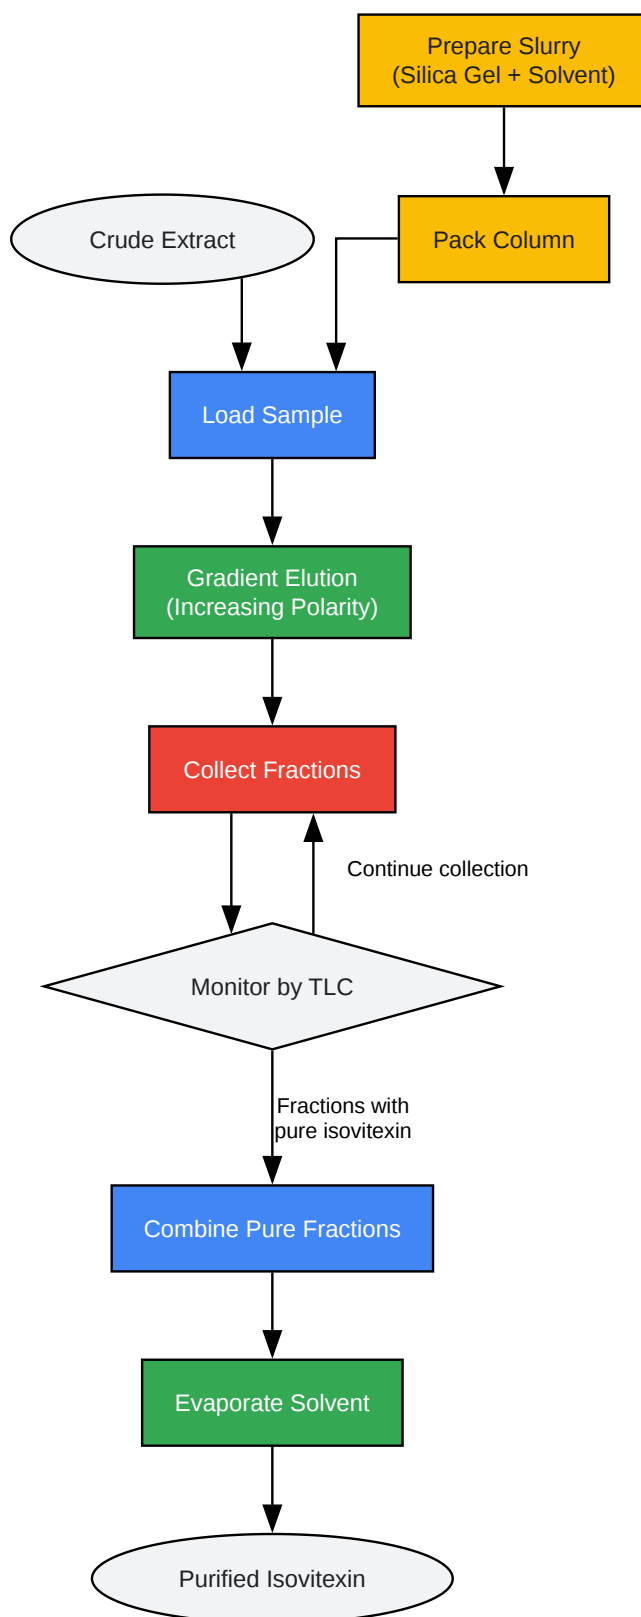 Prepare Slurry
(Silica Gel + Solvent)
Crude Extract
Pack Column
Load Sample
Gradient Elution
(Increasing Polarity)
Collect Fractions
Continue collection
Monitor by TLC
Fractions with
pure isovitexin
Combine Pure Fractions
Evaporate Solvent
Purified Isovitexin